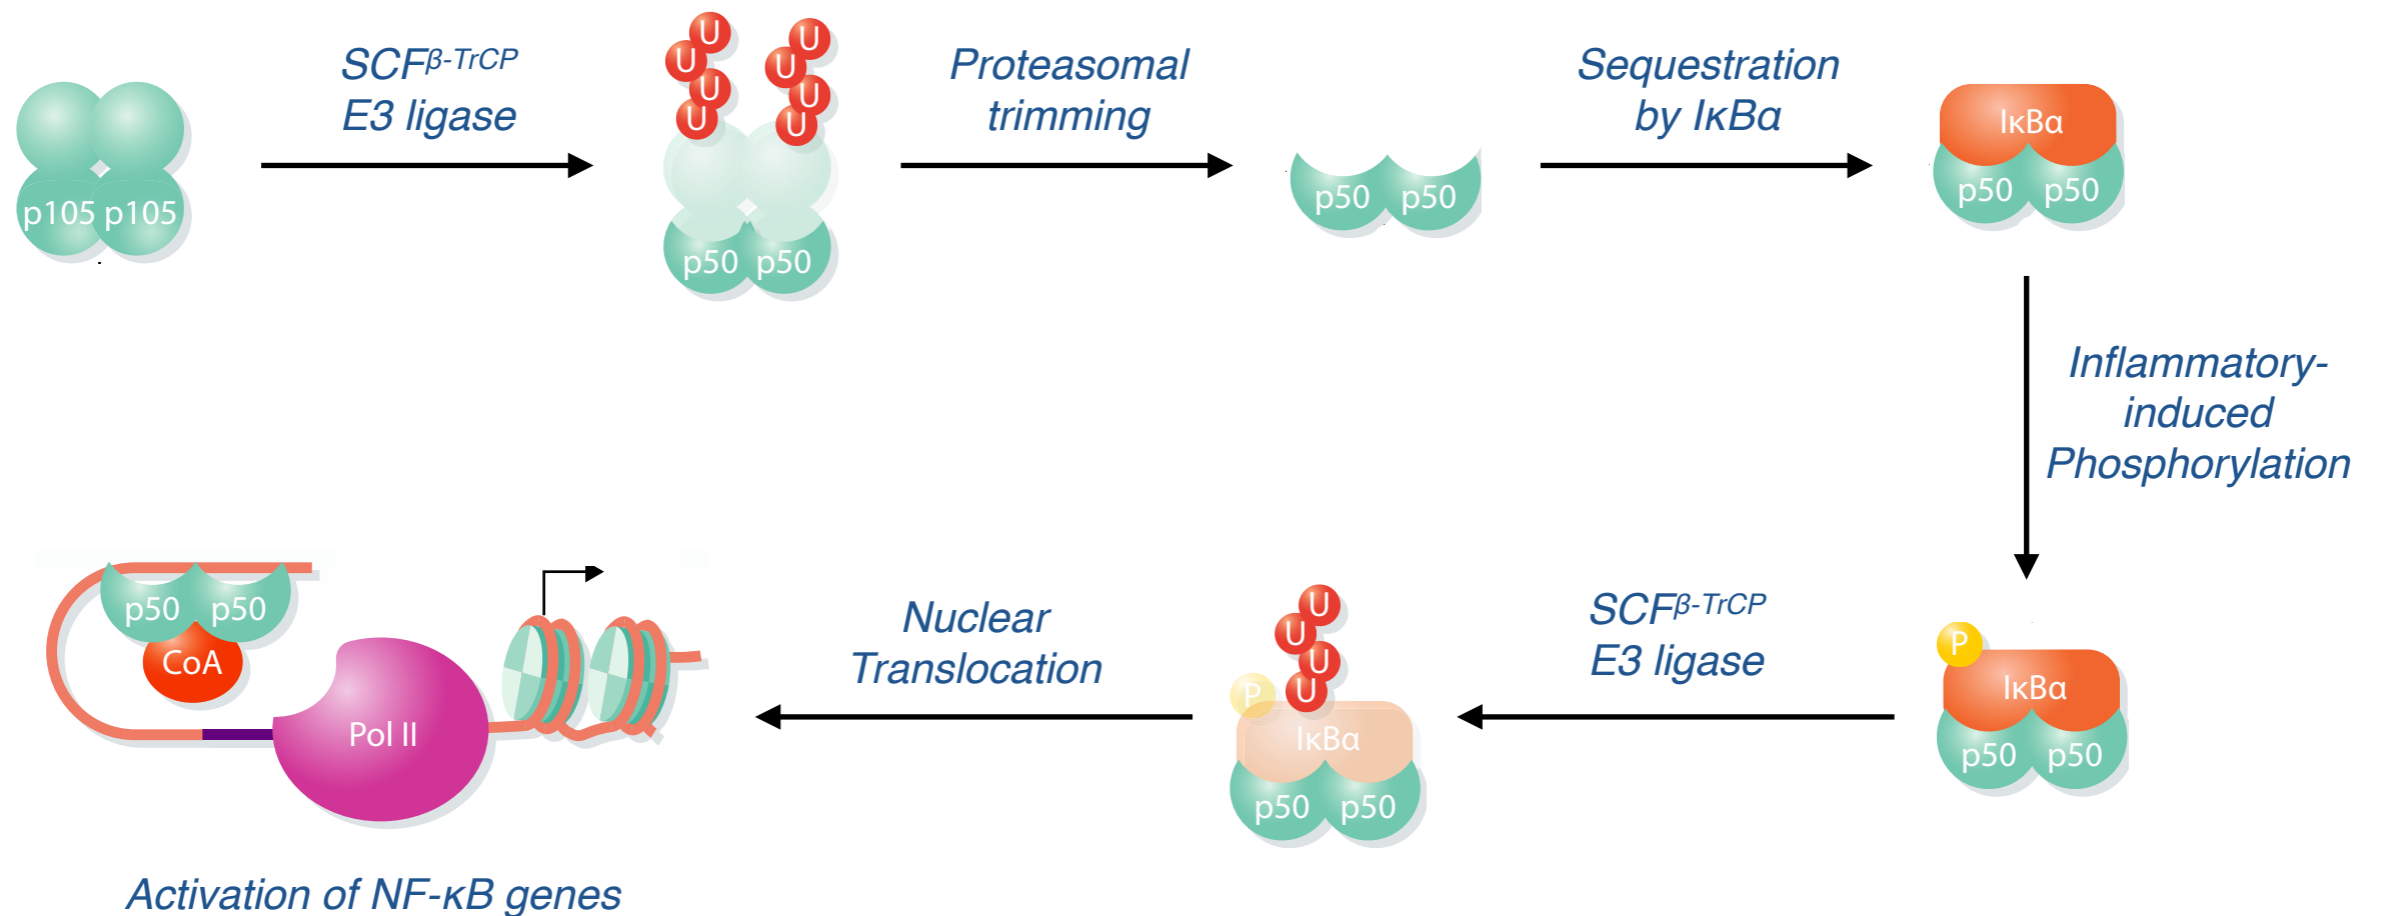 SCFβ-TrCP
E3 ligase
Proteasomal
trimming
Sequestration
by IκBα
p105 p105
U U
U U
U U
U U
p50 p50
p50 p50
IκBα
p50 p50
Inflammatory-
induced
Phosphorylation
p50 p50
CoA
Pol II
Nuclear
Translocation
U
U
U
U
P
IκBα
p50 p50
SCFβ-TrCP
E3 ligase
P
IκBα
p50 p50
Activation of NF-κB genes